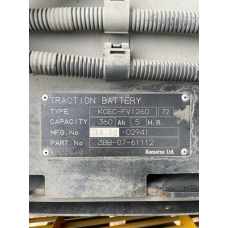 TRACTION BATTERY
TYPE KCEC-FV1260 / 72
CAPACITY 360 Ah 5 H.R.
MFG.No. -02941
PART No 3BB-07-61112
Komatsu Ltd.